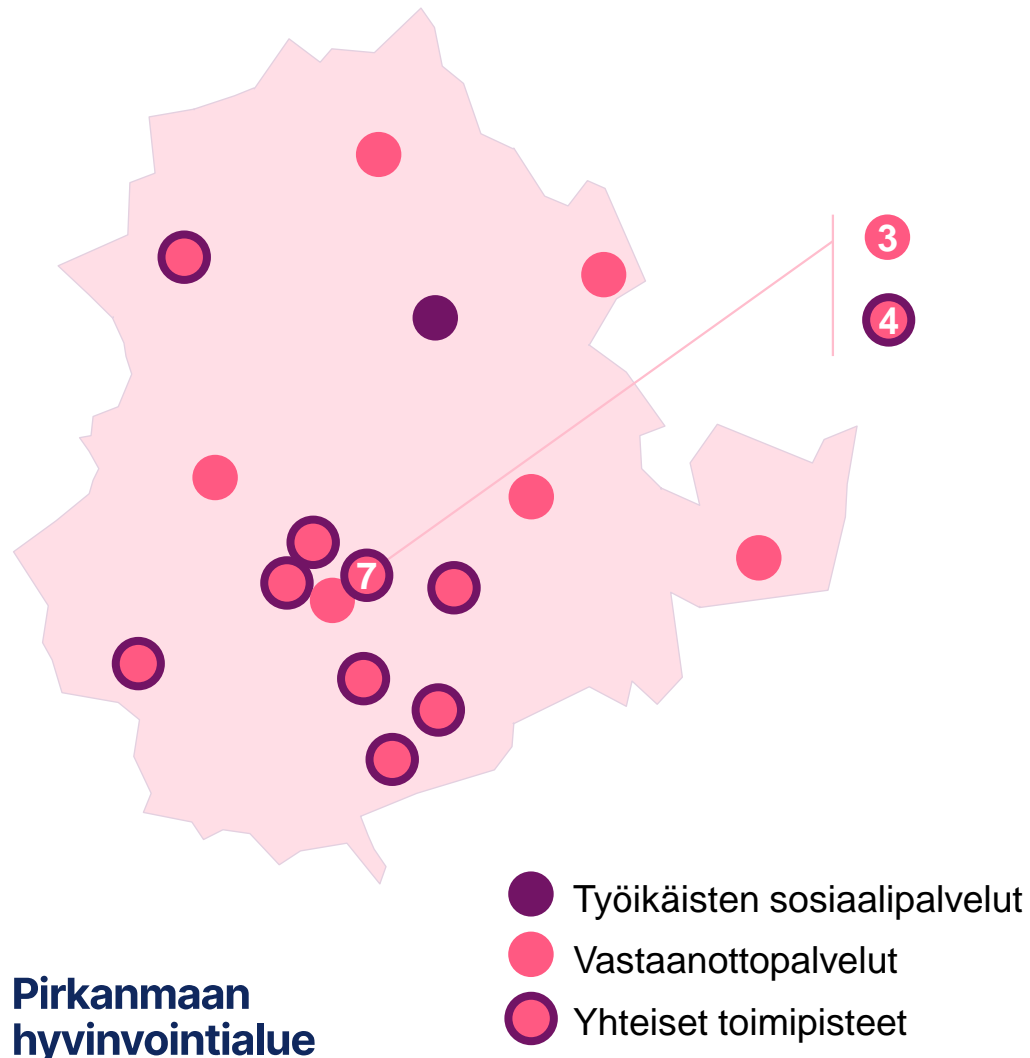 3
4
7
Työikäisten sosiaalipalvelut
Vastaanottopalvelut
Yhteiset toimipisteet
Pirkanmaan
hyvinvointialue